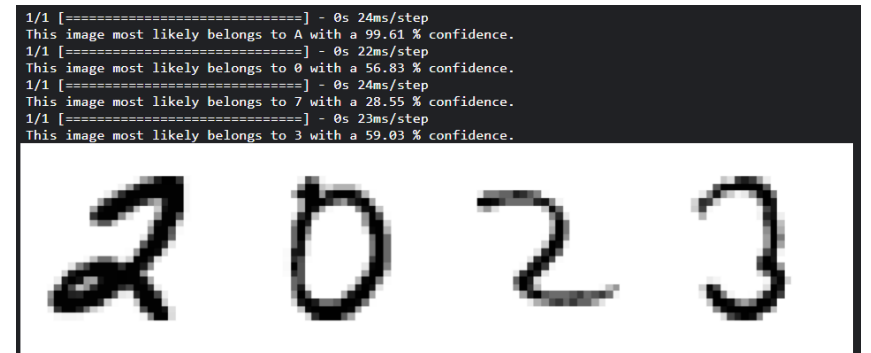 1/1 [==============================] - 0s 24ms/step
This image most likely belongs to A with a 99.61 % confidence.
1/1 [==============================] - 0s 22ms/step
This image most likely belongs to 0 with a 56.83 % confidence.
1/1 [==============================] - 0s 24ms/step
This image most likely belongs to 7 with a 28.55 % confidence.
1/1 [==============================] - 0s 23ms/step
This image most likely belongs to 3 with a 59.03 % confidence.
2 0 2 3